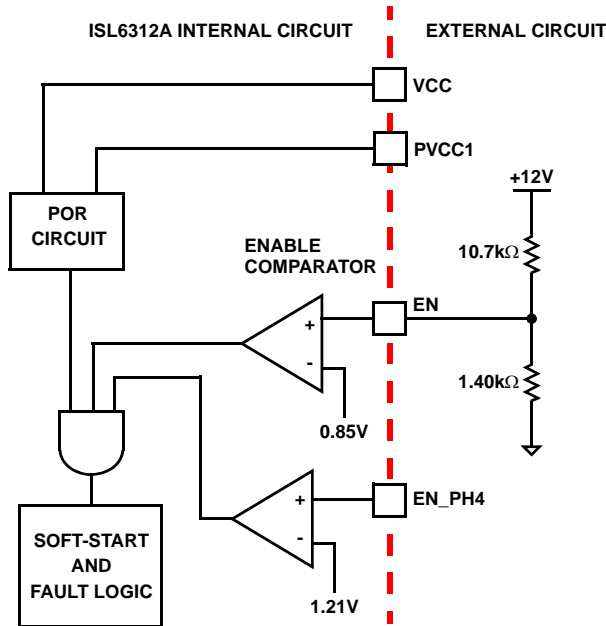 ISL6312A INTERNAL CIRCUIT
EXTERNAL CIRCUIT
VCC
PVCC1
+12V
POR
CIRCUIT
10.7kΩ
ENABLE
COMPARATOR
EN
+
-
1.40kΩ
0.85V
EN_PH4
+
-
SOFT-START
AND
FAULT LOGIC
1.21V